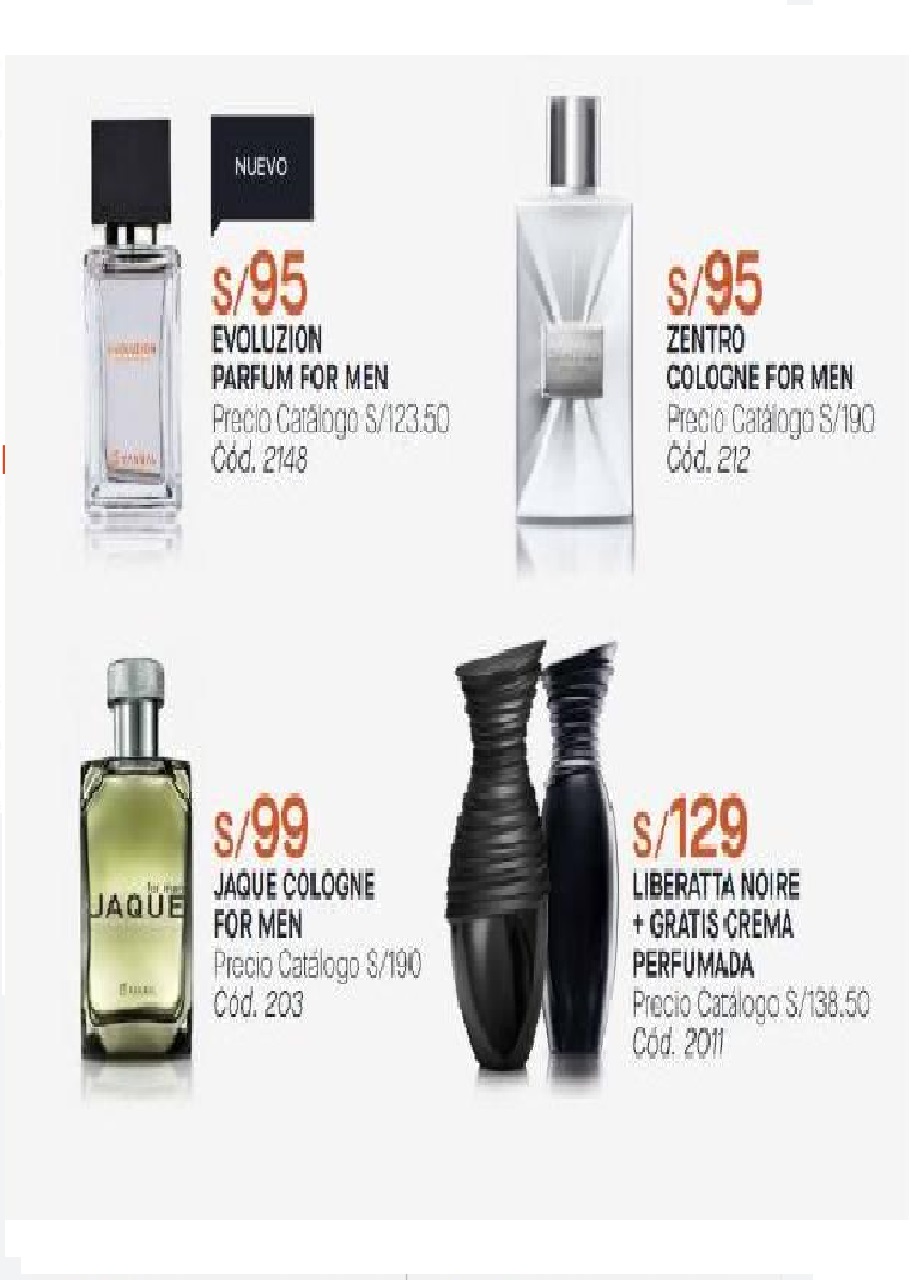 NUEVO
S/95
EVOLUZION
PARFUM FOR MEN
Precio Catálogo S/123.50
Cód. 2148
S/95
ZENTRO
COLOGNE FOR MEN
Precio Catálogo S/190
Cód. 212
for men
JAQUE
S/99
JAQUE COLOGNE
FOR MEN
Precio Catálogo S/190
Cód. 203
S/129
LIBERATTA NOIRE
+ GRATIS CREMA
PERFUMADA
Precio Catálogo S/138.50
Cód. 2011